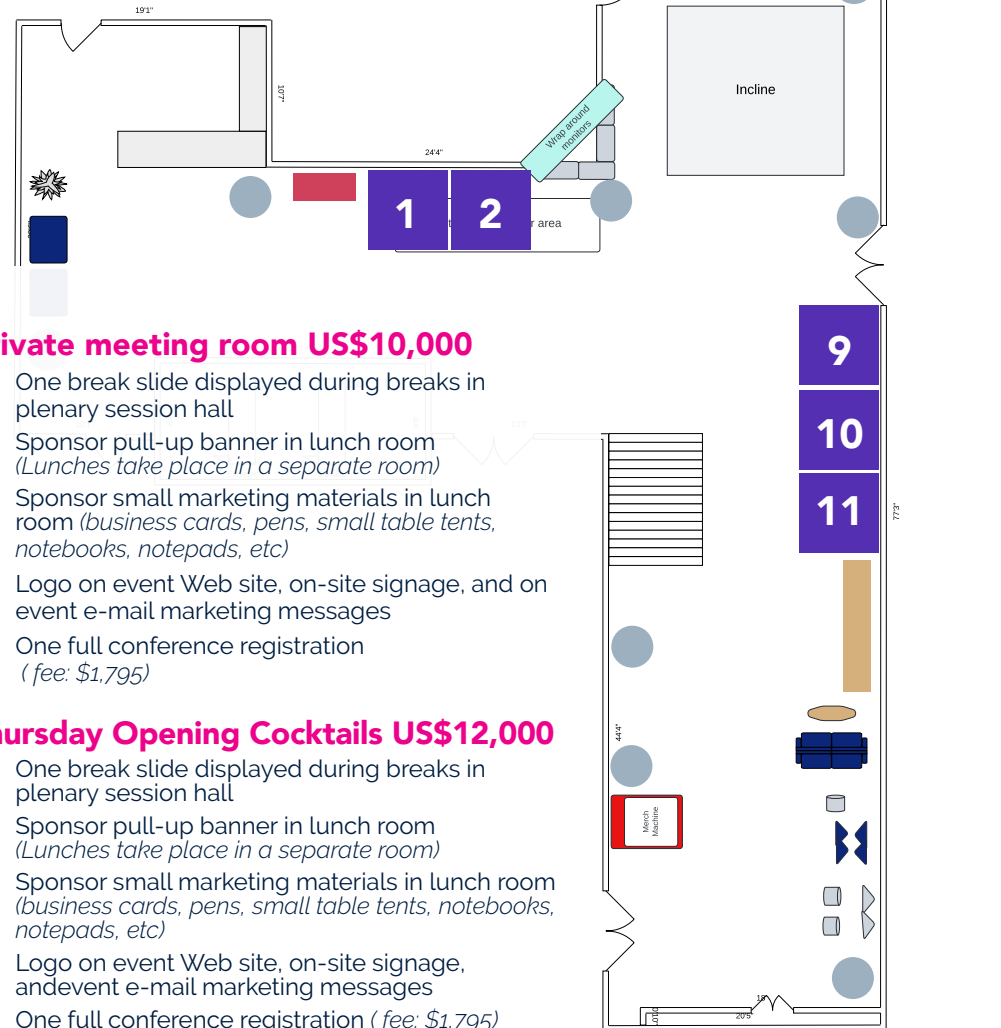 19'1"
10'7"
24'4"
Wrap around
monitors
Incline
1
2
r area
9
10
11
77'3"
ivate meeting room US$10,000
One break slide displayed during breaks in
plenary session hall
Sponsor pull-up banner in lunch room
(Lunches take place in a separate room)
Sponsor small marketing materials in lunch
room (business cards, pens, small table tents,
notebooks, notepads, etc)
Logo on event Web site, on-site signage, and on
event e-mail marketing messages
One full conference registration
( fee: $1,795)
44'4"
Merch
Machine
ursday Opening Cocktails US$12,000
One break slide displayed during breaks in
plenary session hall
Sponsor pull-up banner in lunch room
(Lunches take place in a separate room)
Sponsor small marketing materials in lunch room
(business cards, pens, small table tents, notebooks,
notepads, etc)
Logo on event Web site, on-site signage,
andevent e-mail marketing messages
One full conference registration ( fee: $1,795)
18'
20'5"